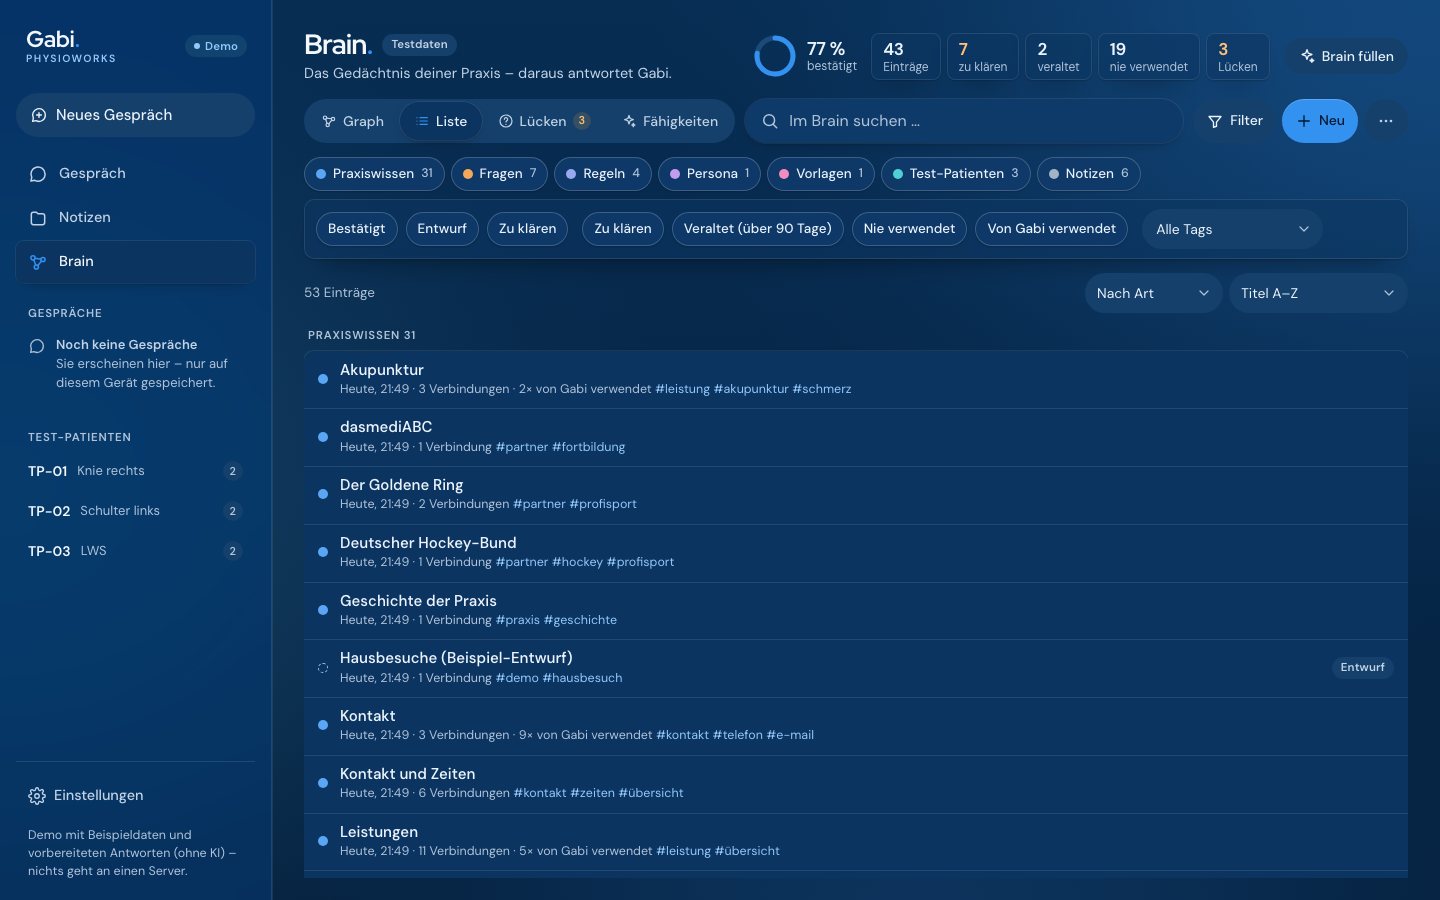 Gabi.
PHYSIOWORKS
Demo
Neues Gespräch
Gespräch
Notizen
Brain
GESPRÄCHE
Noch keine Gespräche
Sie erscheinen hier – nur auf
diesem Gerät gespeichert.
TEST-PATIENTEN
TP-01 Knie rechts 2
TP-02 Schulter links 2
TP-03 LWS 2
Einstellungen
Demo mit Beispieldaten und
vorbereiteten Antworten (ohne KI) –
nichts geht an einen Server.
Brain. Testdaten
Das Gedächtnis deiner Praxis – daraus antwortet Gabi.
77 %
bestätigt
43
Einträge
7
zu klären
2
veraltet
19
nie verwendet
3
Lücken
Brain füllen
Graph
Liste
Lücken 3
Fähigkeiten
Im Brain suchen ...
Filter
Neu
Praxiswissen 31
Fragen 7
Regeln 4
Persona 1
Vorlagen 1
Test-Patienten 3
Notizen 6
Bestätigt
Entwurf
Zu klären
Zu klären
Veraltet (über 90 Tage)
Nie verwendet
Von Gabi verwendet
Alle Tags
53 Einträge
Nach Art
Titel A–Z
PRAXISWISSEN 31
Akupunktur
Heute, 21:49 · 3 Verbindungen · 2× von Gabi verwendet #leistung #akupunktur #schmerz
dasmediABC
Heute, 21:49 · 1 Verbindung #partner #fortbildung
Der Goldene Ring
Heute, 21:49 · 2 Verbindungen #partner #profisport
Deutscher Hockey-Bund
Heute, 21:49 · 1 Verbindung #partner #hockey #profisport
Geschichte der Praxis
Heute, 21:49 · 1 Verbindung #praxis #geschichte
Hausbesuche (Beispiel-Entwurf)
Heute, 21:49 · 1 Verbindung #demo #hausbesuch
Entwurf
Kontakt
Heute, 21:49 · 3 Verbindungen · 9× von Gabi verwendet #kontakt #telefon #e-mail
Kontakt und Zeiten
Heute, 21:49 · 6 Verbindungen #kontakt #zeiten #übersicht
Leistungen
Heute, 21:49 · 11 Verbindungen · 5× von Gabi verwendet #leistung #übersicht